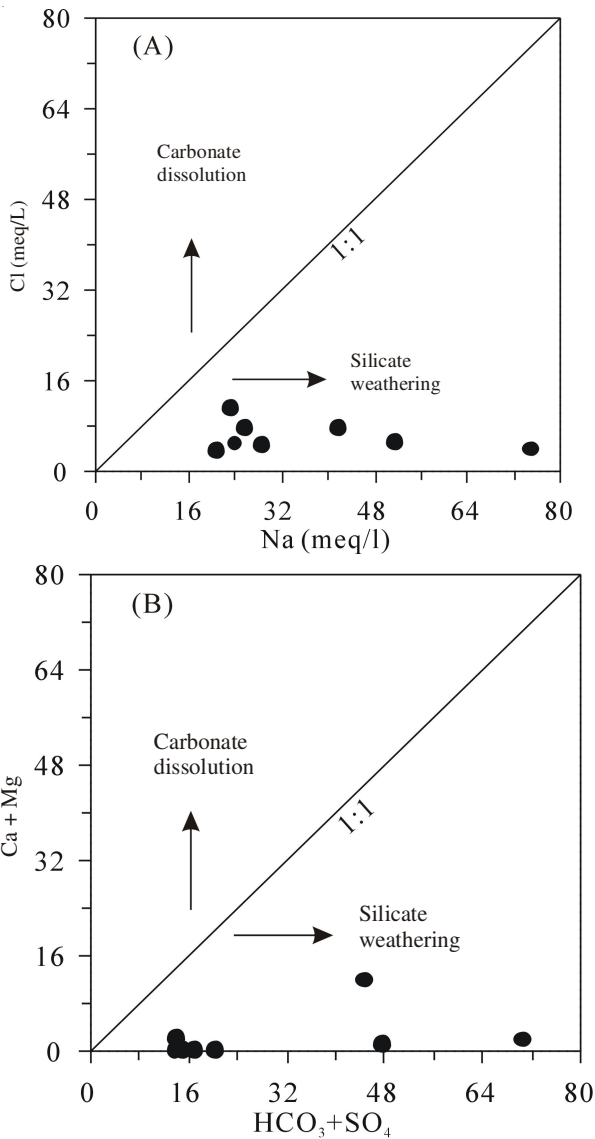 80
(A)
64
Carbonate
dissolution
48
1:1
Cl (meq/L)
32
Silicate
weathering
16
0
0 16 32 48 64 80
Na (meq/l)
80
(B)
64
Carbonate
dissolution
48
1:1
Ca + Mg
32
Silicate
weathering
16
0
0 16 32 48 64 80
HCO₃+SO₄